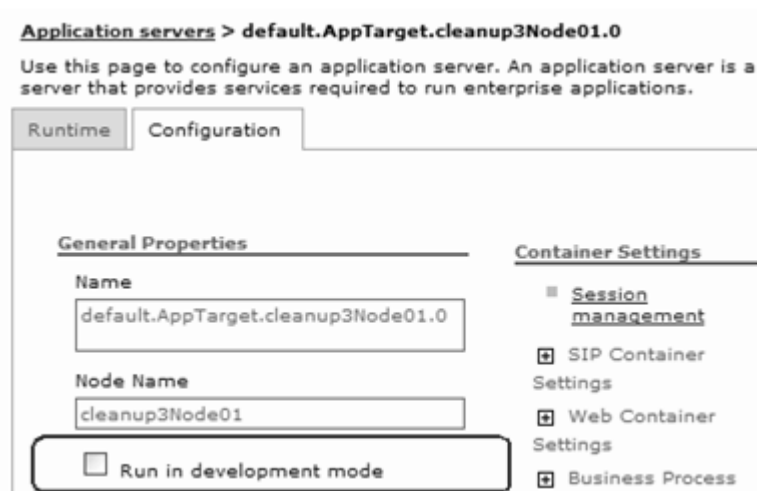 Application servers > default.AppTarget.cleanup3Node01.0
Use this page to configure an application server. An application server is a
server that provides services required to run enterprise applications.
Runtime
Configuration
General Properties
Name
default.AppTarget.cleanup3Node01.0
Node Name
cleanup3Node01
Run in development mode
Container Settings
Session
management
SIP Container
Settings
Web Container
Settings
Business Process